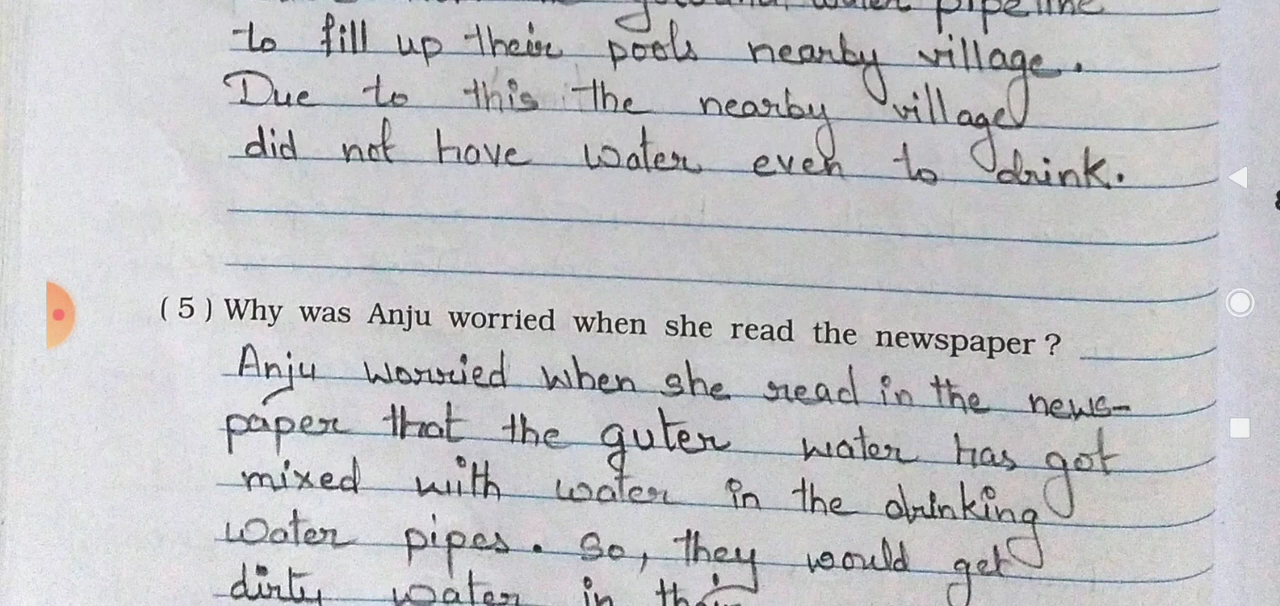 water pipeline
to fill up their pools nearby village.
Due to this the nearby village
did not have water even to drink.
(5) Why was Anju worried when she read the newspaper ?
Anju worried when she read in the news-
paper that the guter water has got
mixed with water in the drinking
water pipes. So, they would get
dirty water in